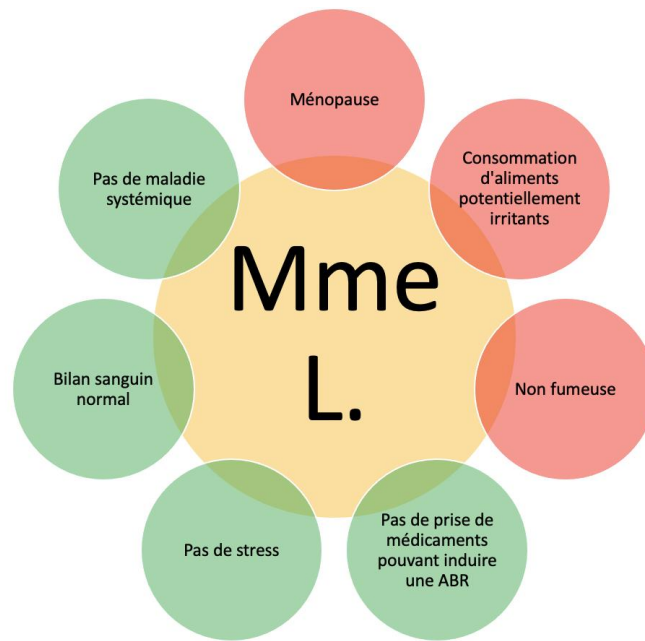 Ménopause
Consommation
d'aliments
potentiellement
irritants
Non fumeuse
Pas de prise de
médicaments
pouvant induire
une ABR
Pas de stress
Bilan sanguin
normal
Pas de maladie
systémique
Mme
L.